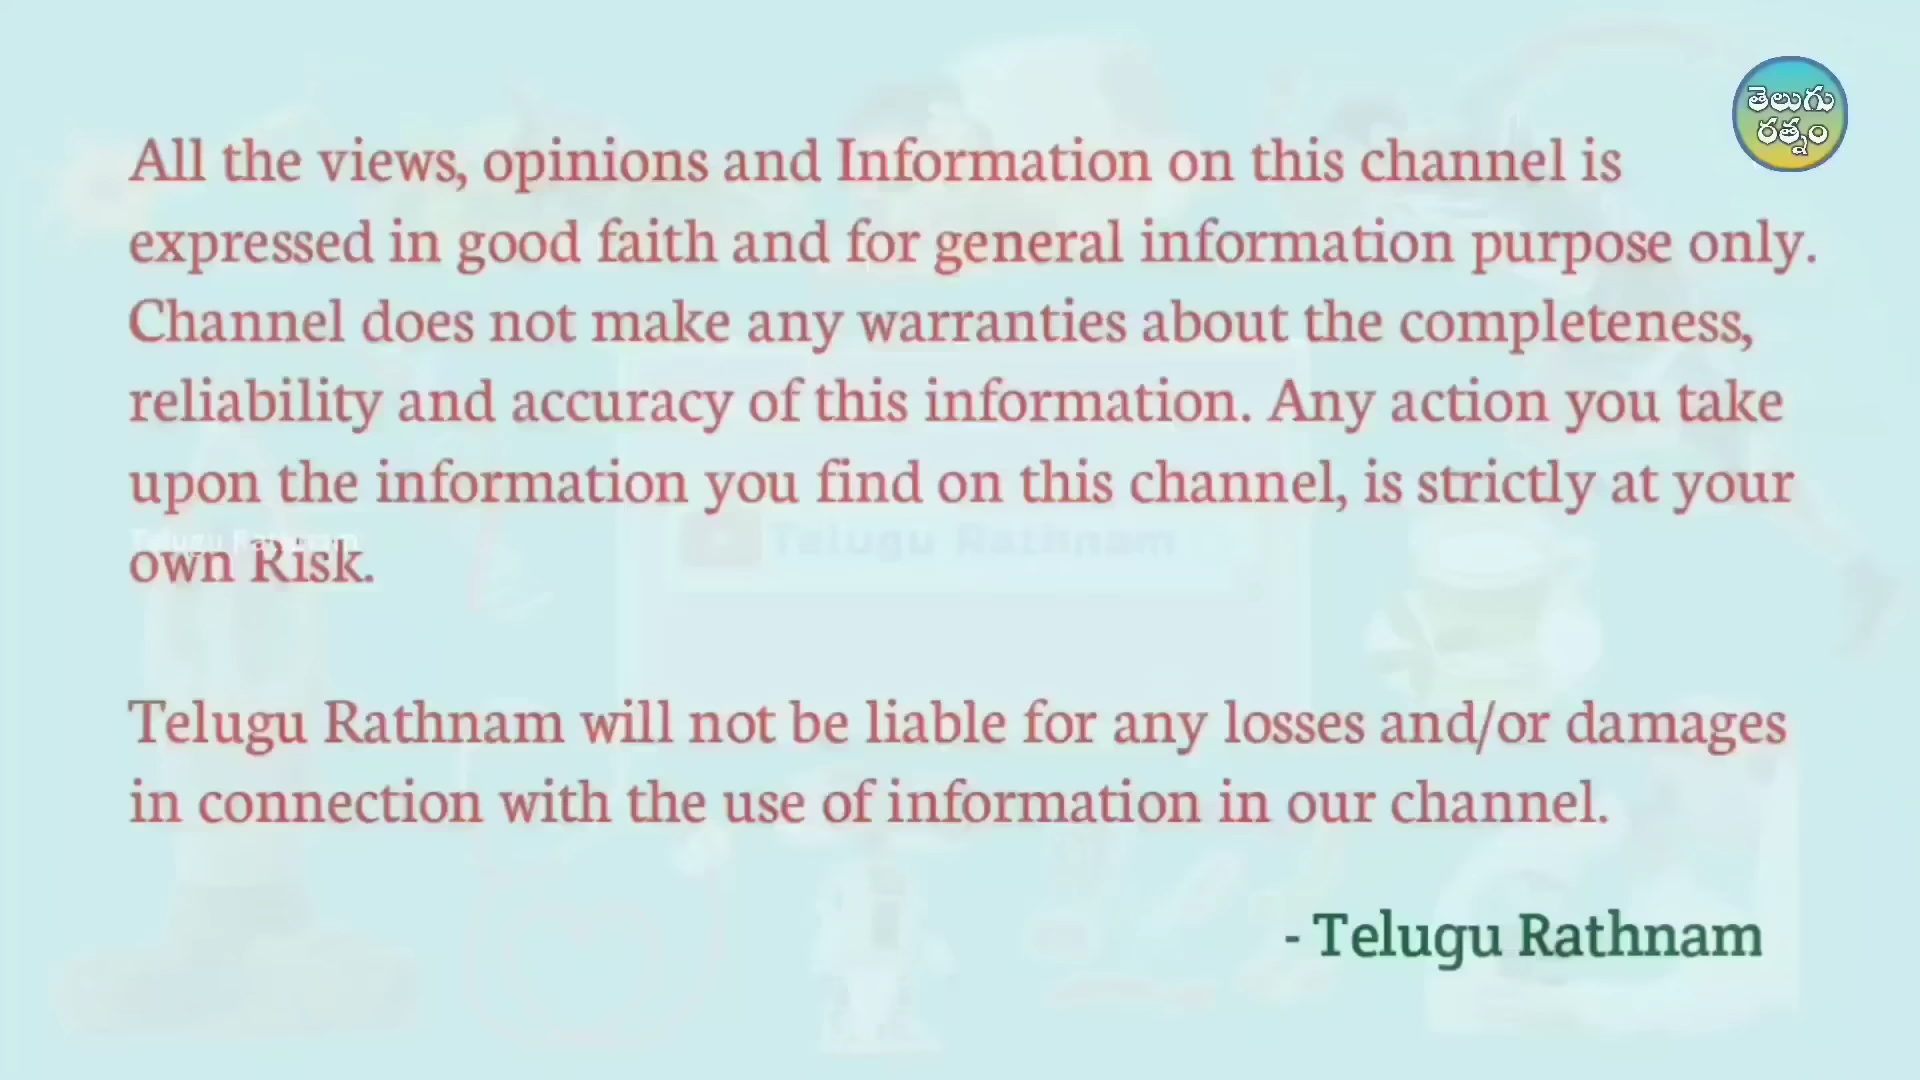 తెలుగు
రత్నం
All the views, opinions and Information on this channel is
expressed in good faith and for general information purpose only.
Channel does not make any warranties about the completeness,
reliability and accuracy of this information. Any action you take
upon the information you find on this channel, is strictly at your
Telugu Rathnam
Telugu Rathnam
own Risk.
Telugu Rathnam will not be liable for any losses and/or damages
in connection with the use of information in our channel.
- Telugu Rathnam